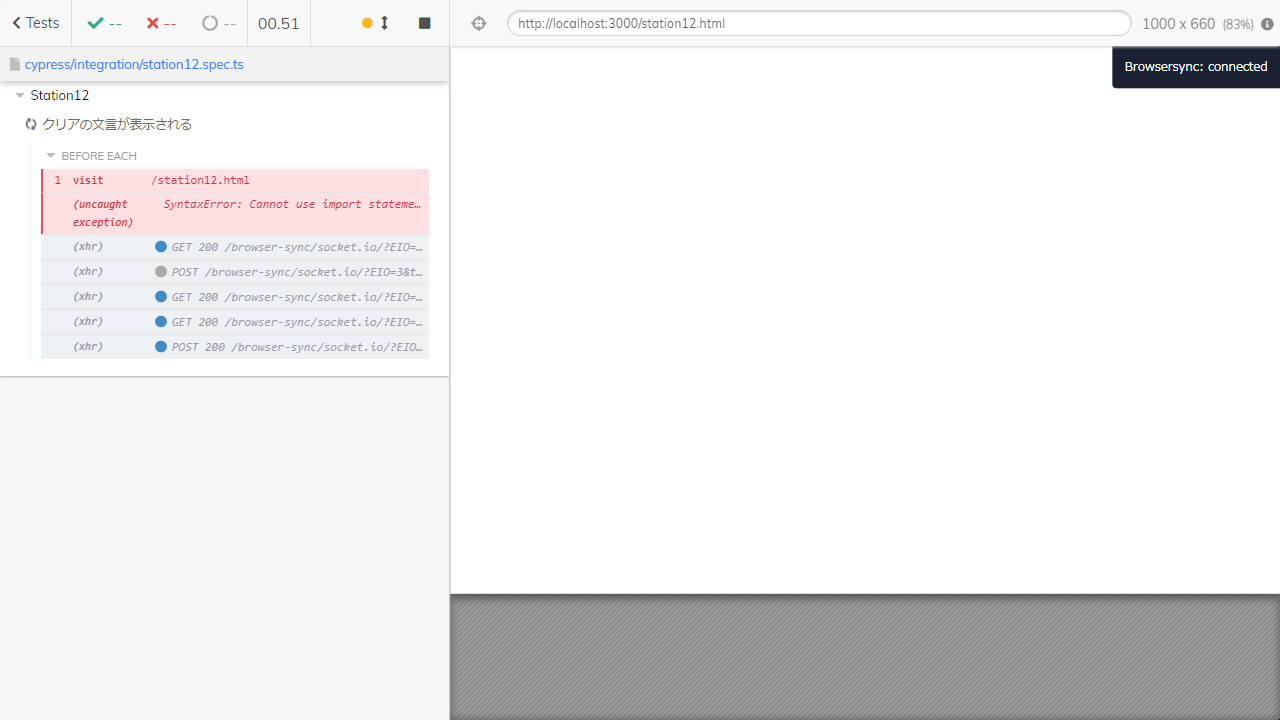 Tests -- -- -- 00.51
http://localhost:3000/station12.html 1000 x 660 (83%)
cypress/integration/station12.spec.ts
Browsersync: connected
Station12
クリアの文言が表示される
BEFORE EACH
1 visit /station12.html
(uncaught exception) SyntaxError: Cannot use import stateme…
(xhr) GET 200 /browser-sync/socket.io/?EIO=…
(xhr) POST /browser-sync/socket.io/?EIO=3&t…
(xhr) GET 200 /browser-sync/socket.io/?EIO=…
(xhr) GET 200 /browser-sync/socket.io/?EIO=…
(xhr) POST 200 /browser-sync/socket.io/?EIO…